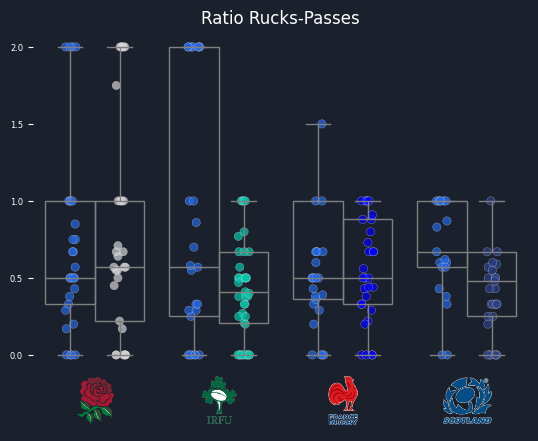 Ratio Rucks-Passes
2.0
1.5
1.0
0.5
0.0
IRFU
FRANCE
RUGBY
SCOTLAND